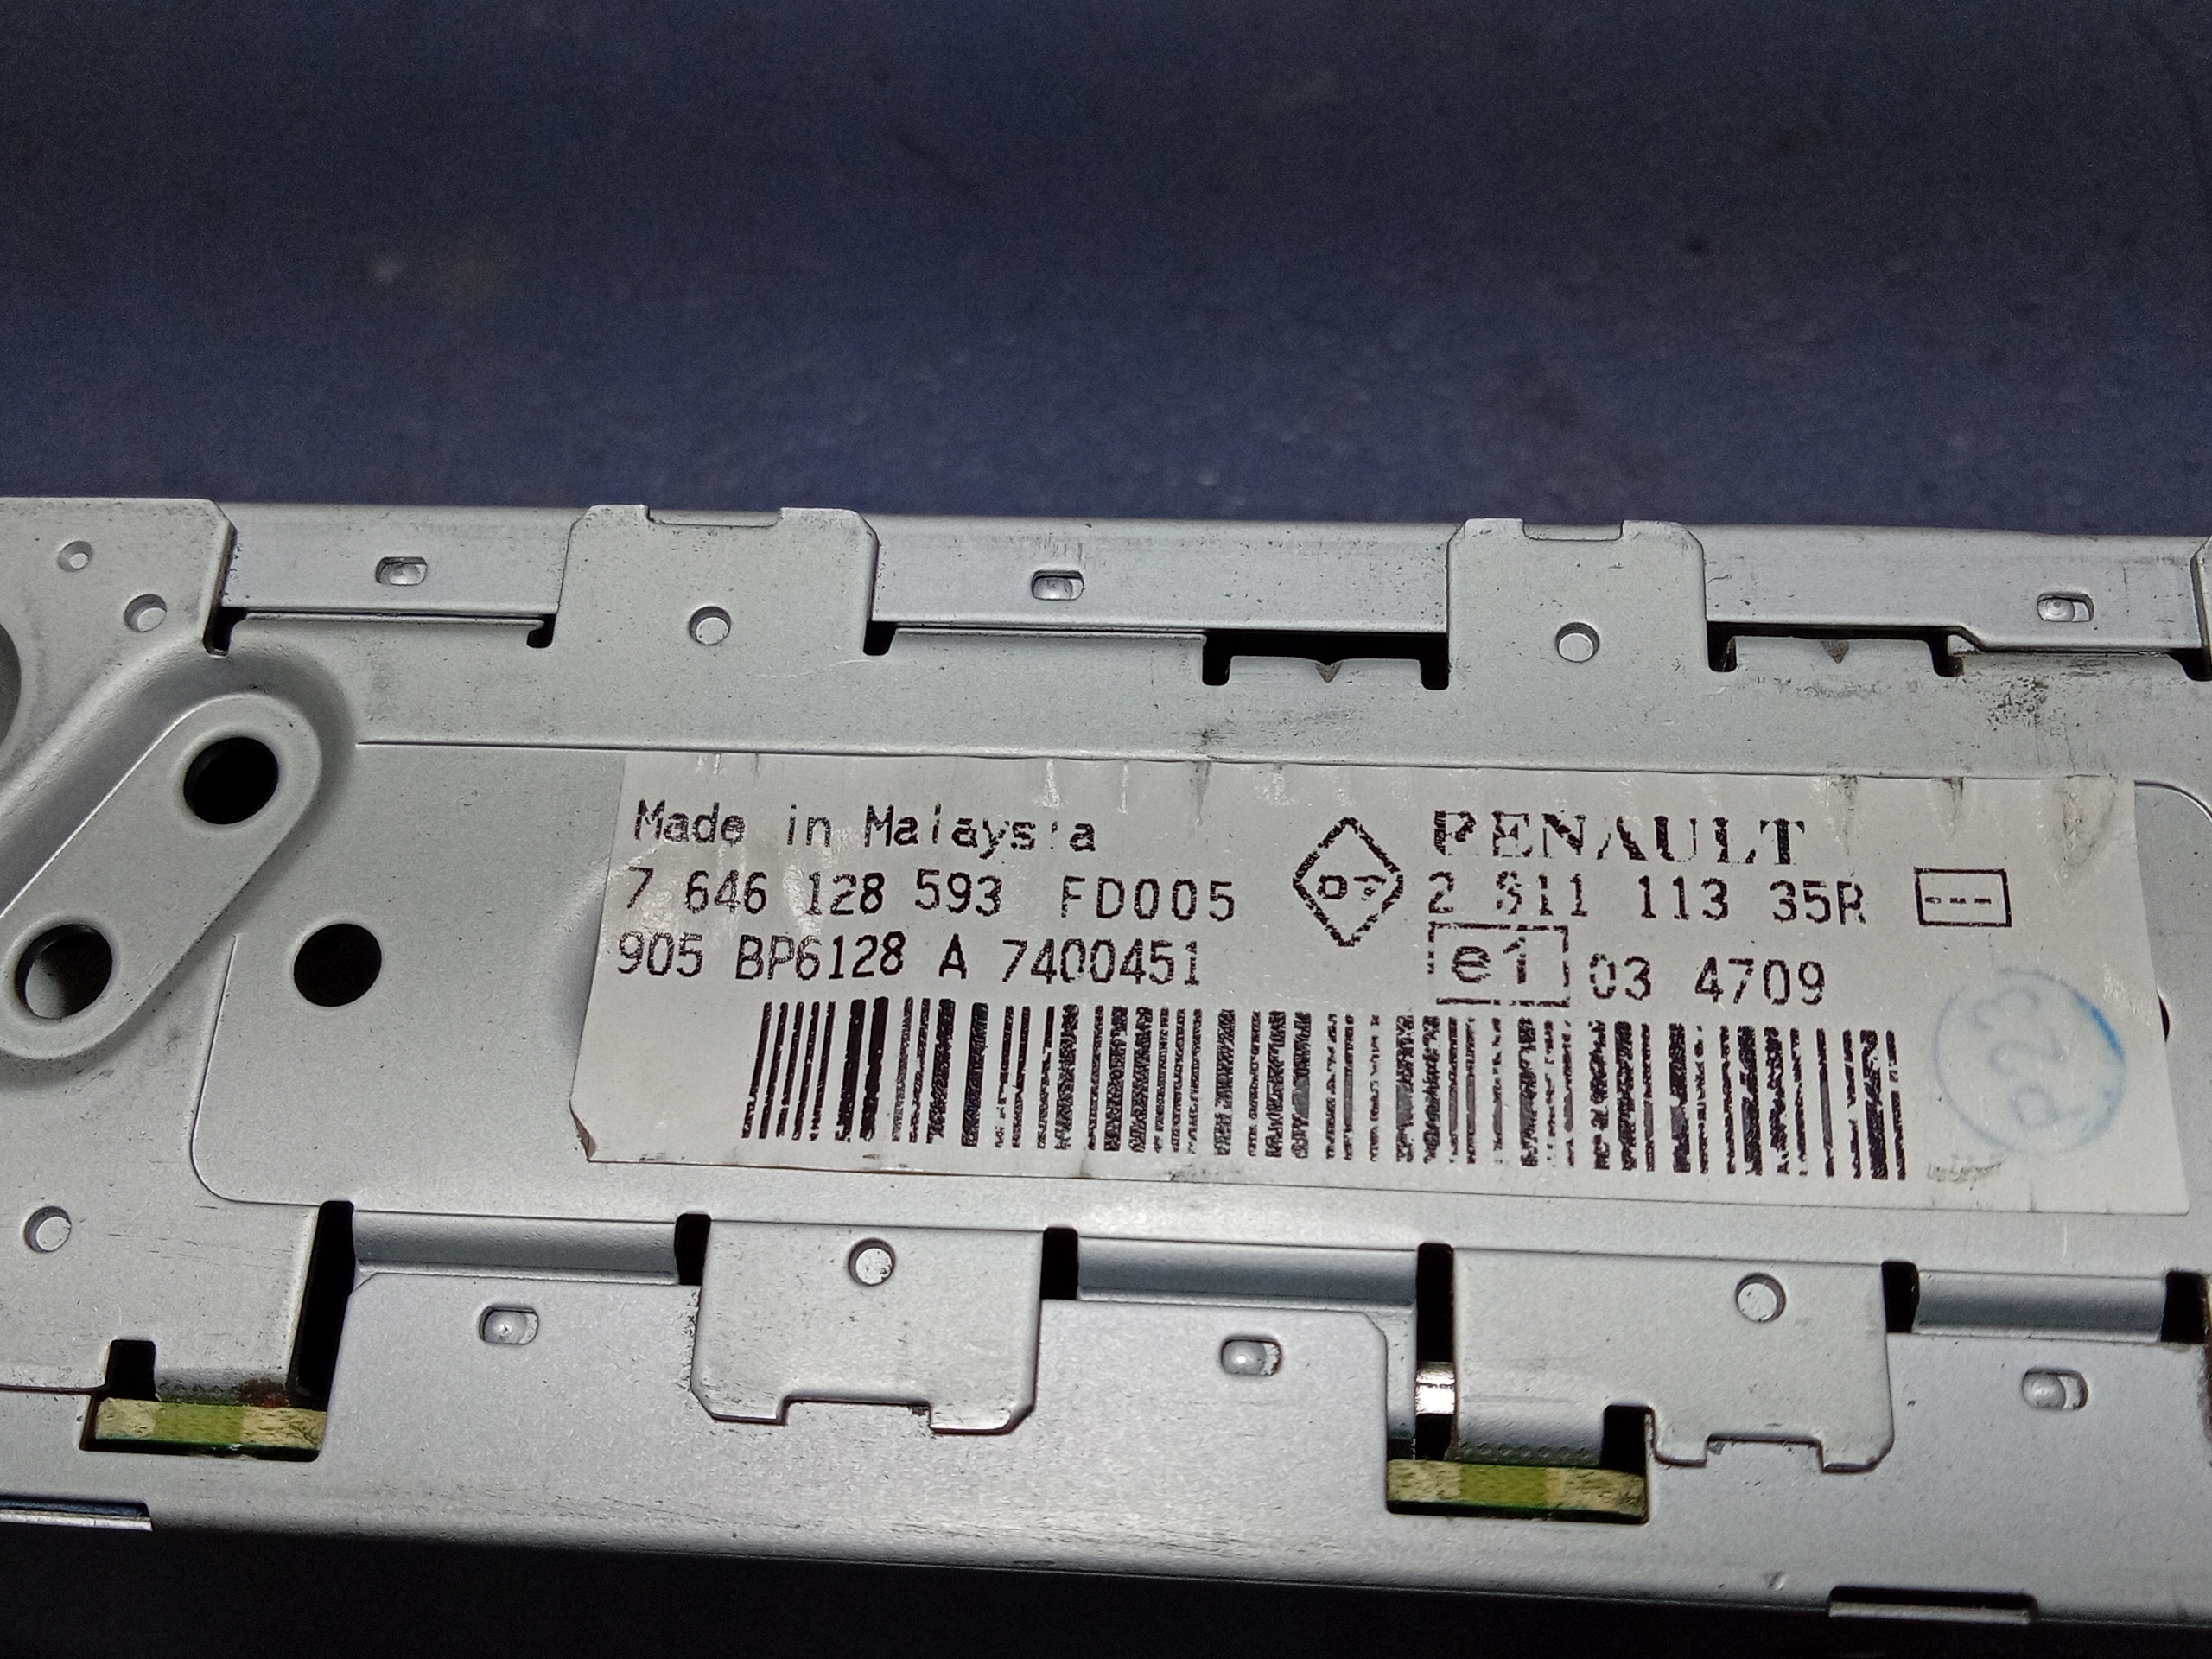 Made in Malaysia
7 646 128 593 FD005
905 BP6128 A 7400451
RENAULT
2 811 113 35R
e1 03 4709